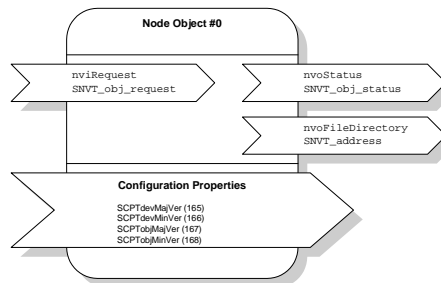 Node Object #0
nviRequest
SNVT_obj_request
nvoStatus
SNVT_obj_status
nvoFileDirectory
SNVT_address
Configuration Properties
SCPTdevMajVer (165)
SCPTdevMinVer (166)
SCPTobjMajVer (167)
SCPTobjMinVer (168)